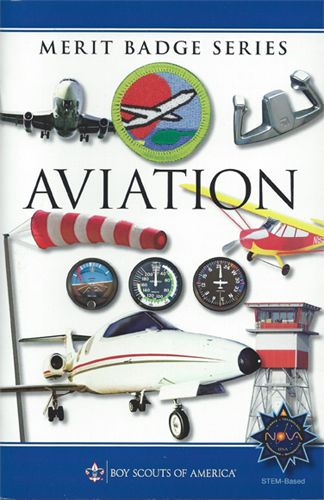 MERIT BADGE SERIES
AVIATION
NOVA
BOY SCOUTS OF AMERICA®
STEM-Based